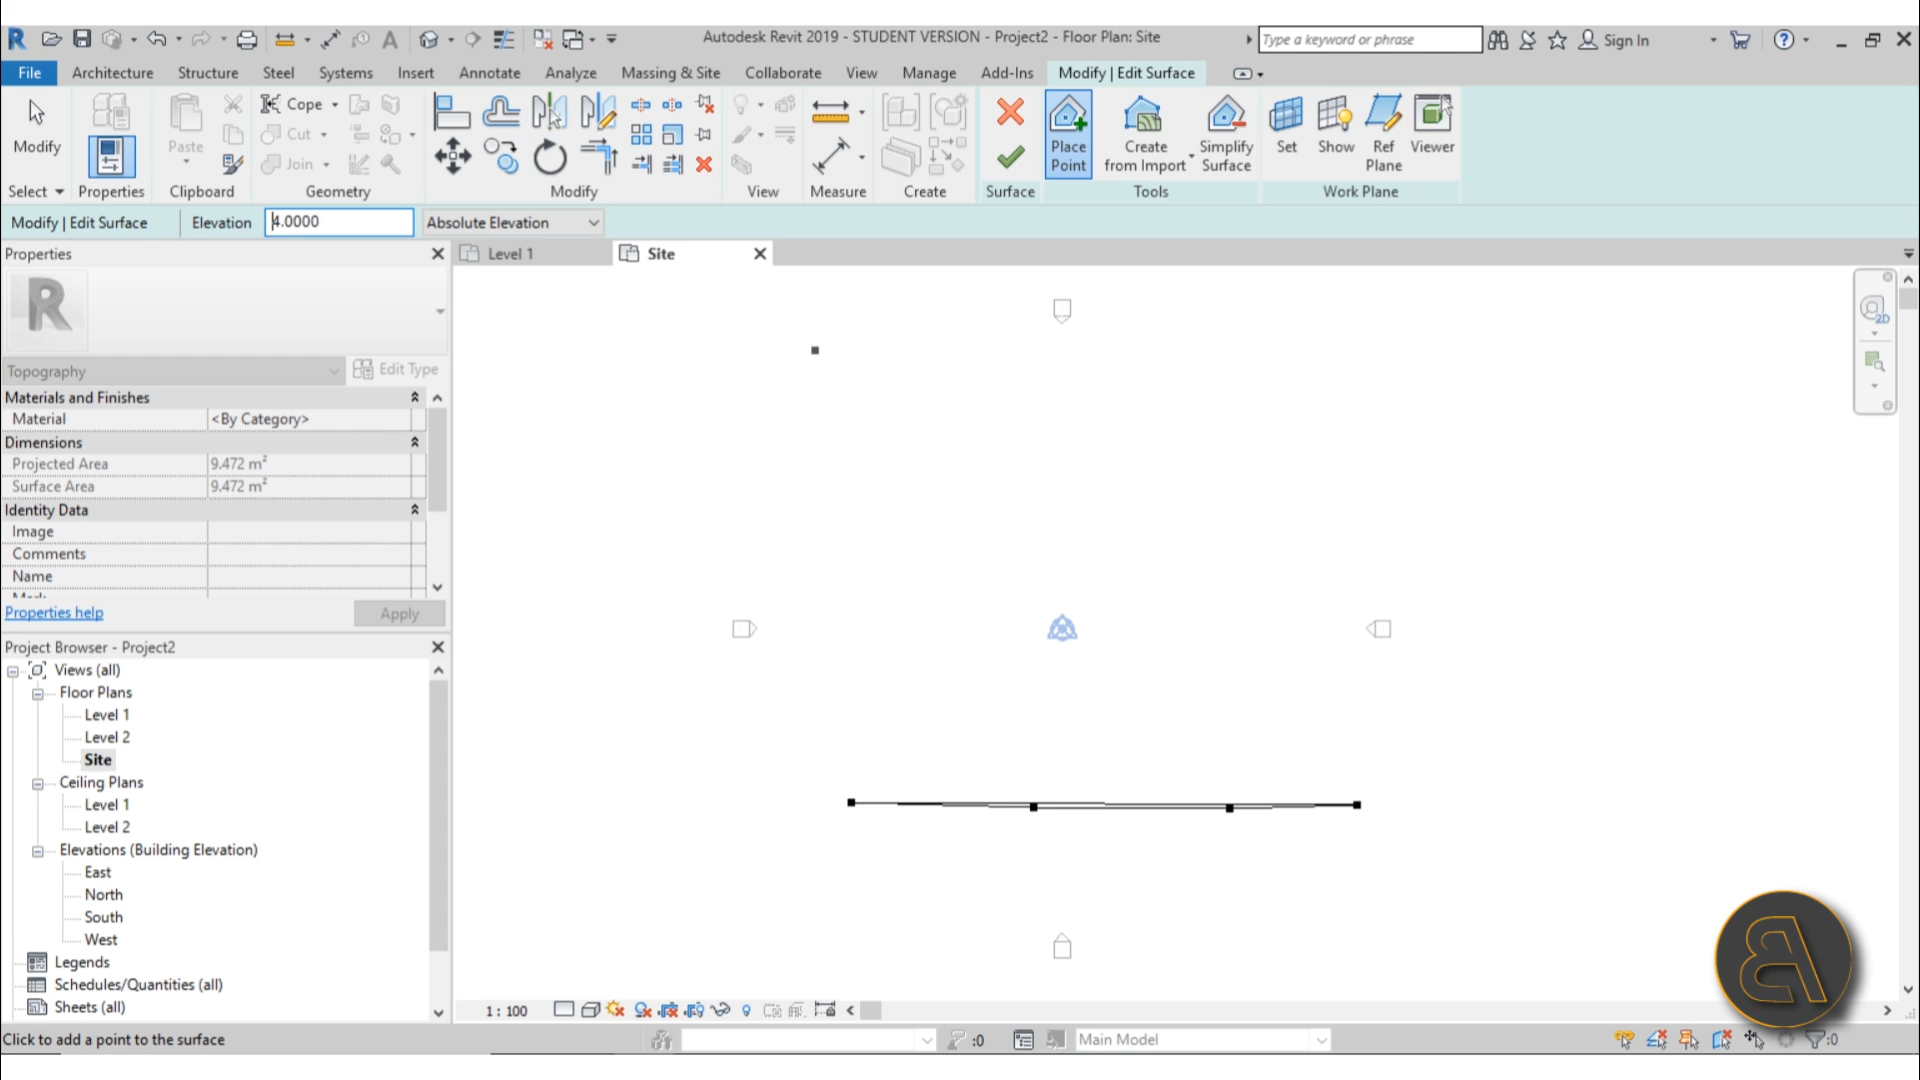 Autodesk Revit 2019 - STUDENT VERSION - Project2 - Floor Plan: Site
Type a keyword or phrase
Sign In
File Architecture Structure Steel Systems Insert Annotate Analyze Massing & Site Collaborate View Manage Add-Ins Modify | Edit Surface
Modify
Paste
Cope
Cut
Join
Place Point
Create from Import
Simplify Surface
Set
Show
Ref Plane
Viewer
Select Properties Clipboard Geometry Modify View Measure Create Surface Tools Work Plane
Modify | Edit Surface Elevation 4.0000 Absolute Elevation
Properties
Level 1
Site
R
Topography
Edit Type
Materials and Finishes
Material <By Category>
Dimensions
Projected Area 9.472 m²
Surface Area 9.472 m²
Identity Data
Image
Comments
Name
Properties help
Apply
Project Browser - Project2
Views (all)
Floor Plans
Level 1
Level 2
Site
Ceiling Plans
Level 1
Level 2
Elevations (Building Elevation)
East
North
South
West
Legends
Schedules/Quantities (all)
Sheets (all)
2D
1 : 100
Click to add a point to the surface
:0
Main Model
:0